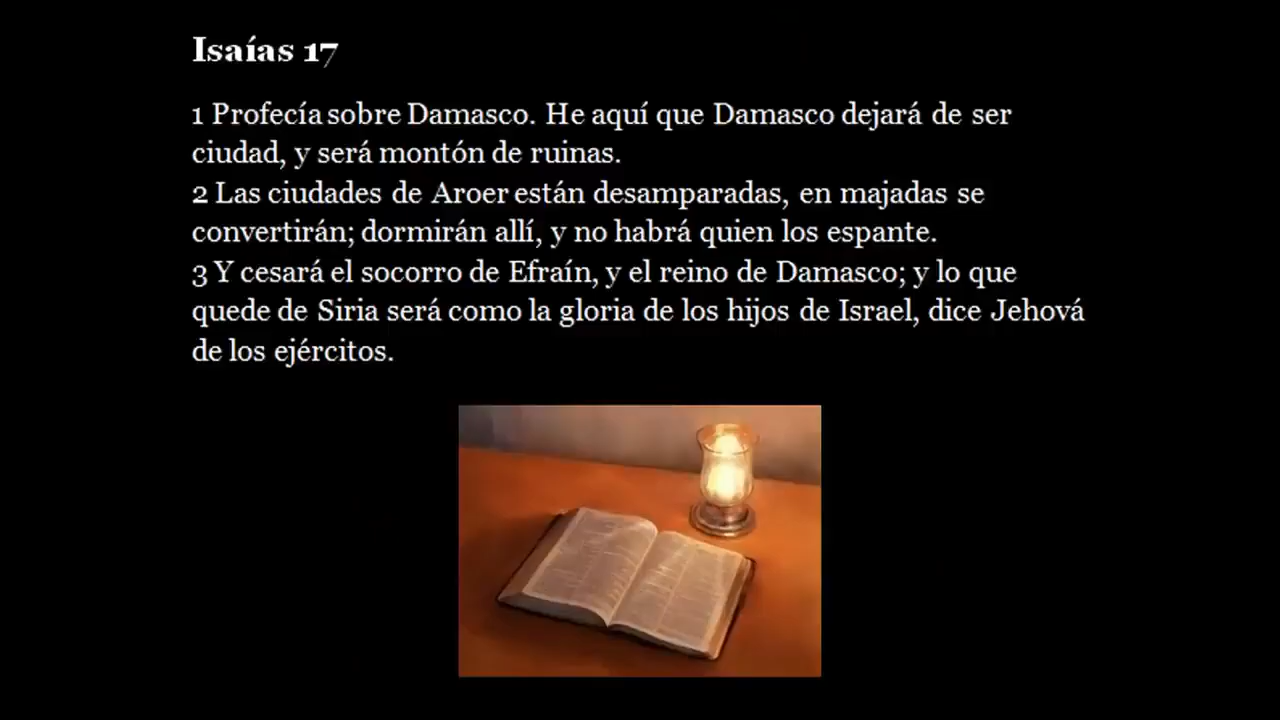 Isaías 17
1 Profecía sobre Damasco. He aquí que Damasco dejará de ser
ciudad, y será montón de ruinas.
2 Las ciudades de Aroer están desamparadas, en majadas se
convertirán; dormirán allí, y no habrá quien los espante.
3 Y cesará el socorro de Efraín, y el reino de Damasco; y lo que
quede de Siria será como la gloria de los hijos de Israel, dice Jehová
de los ejércitos.